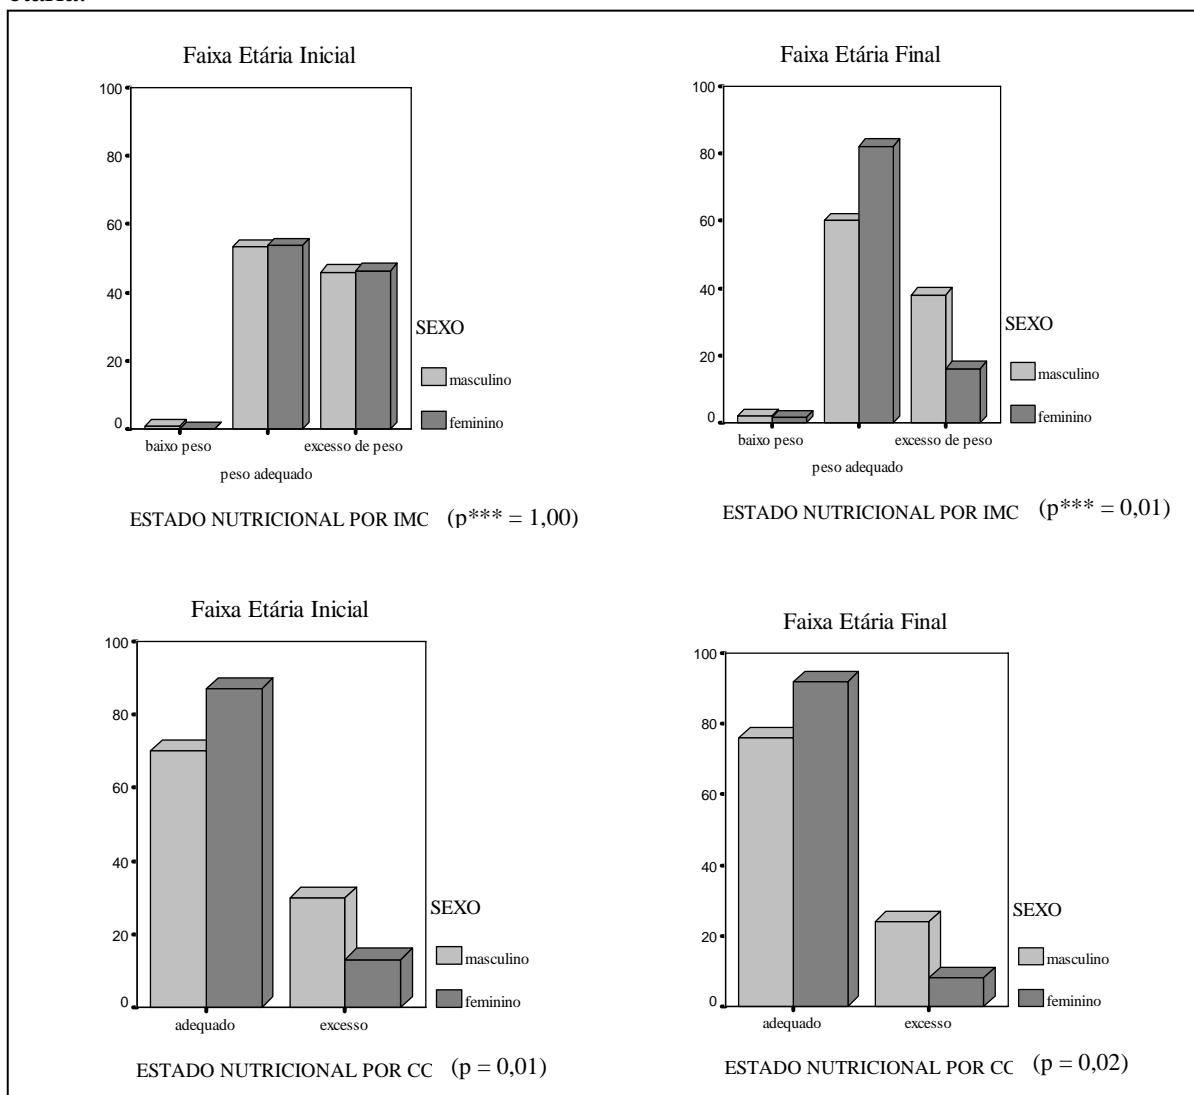 etária.
Faixa Etária Inicial
100
80
60
40
20
0
baixo peso
excesso de peso
peso adequado
SEXO
masculino
feminino
ESTADO NUTRICIONAL POR IMC (p*** = 1,00)
Faixa Etária Final
100
80
60
40
20
0
baixo peso
excesso de peso
peso adequado
SEXO
masculino
feminino
ESTADO NUTRICIONAL POR IMC (p*** = 0,01)
Faixa Etária Inicial
100
80
60
40
20
0
adequado
excesso
SEXO
masculino
feminino
ESTADO NUTRICIONAL POR CC (p = 0,01)
Faixa Etária Final
100
80
60
40
20
0
adequado
excesso
SEXO
masculino
feminino
ESTADO NUTRICIONAL POR CC (p = 0,02)